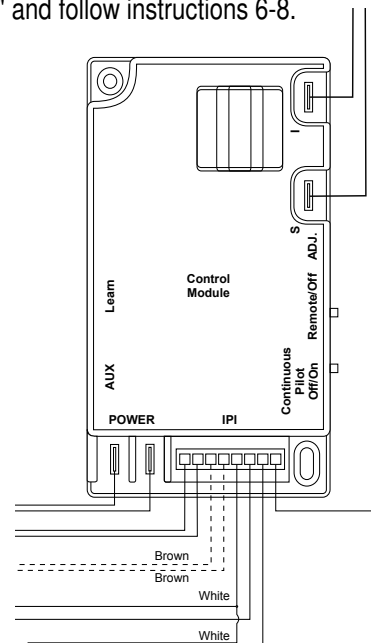 " and follow instructions 6-8.
I
S
ADJ.
Remote/Off
Continuous
Pilot
Off/On
Control
Module
Learn
AUX
POWER
IPI
Brown
Brown
White
White